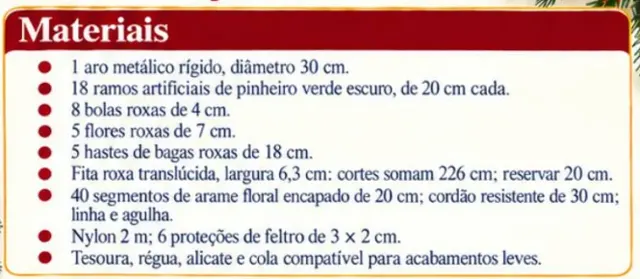 Materiais
● 1 aro metálico rígido, diâmetro 30 cm.
● 18 ramos artificiais de pinheiro verde escuro, de 20 cm cada.
● 8 bolas roxas de 4 cm.
● 5 flores roxas de 7 cm.
● 5 hastes de bagas roxas de 18 cm.
● Fita roxa translúcida, largura 6,3 cm: cortes somam 226 cm; reservar 20 cm.
● 40 segmentos de arame floral encapado de 20 cm; cordão resistente de 30 cm;
linha e agulha.
● Nylon 2 m; 6 proteções de feltro de 3 × 2 cm.
● Tesoura, régua, alicate e cola compatível para acabamentos leves.